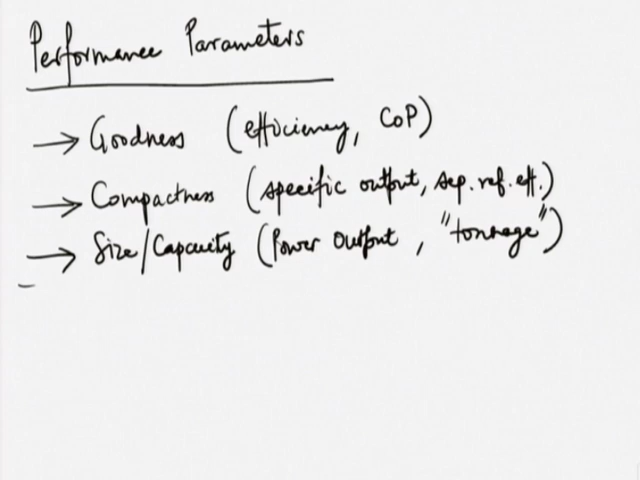 Performance Parameters
→ Goodness (efficiency, CoP)
→ Compactness (specific output, sep. ref. eff.)
→ Size/Capacity (Power Output, "tonnage")